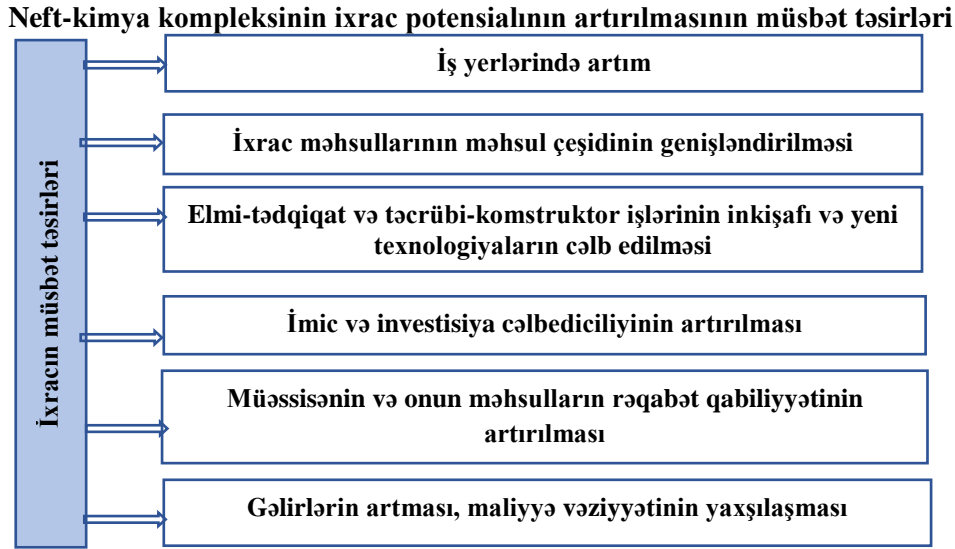 Neft-kimya kompleksinin ixrac potensialının artırılmasının müsbət təsirləri
İxracın müsbət təsirləri
İş yerlərində artım
İxrac məhsullarının məhsul çeşidinin genişləndirilməsi
Elmi-tədqiqat və təcrübi-komstruktor işlərinin inkişafı və yeni
texnologiyaların cəlb edilməsi
İmic və investisiya cəlbediciliyinin artırılması
Müəssisənin və onun məhsulların rəqabət qabiliyyətinin
artırılması
Gəlirlərin artması, maliyyə vəziyyətinin yaxşılaşması